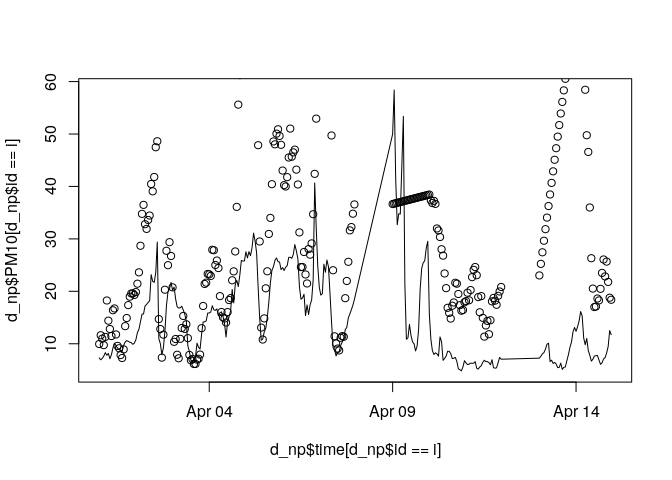 d_np$PM10[d_np$id == i]
60
50
40
30
20
10
Apr 04 Apr 09 Apr 14
d_np$time[d_np$id == i]